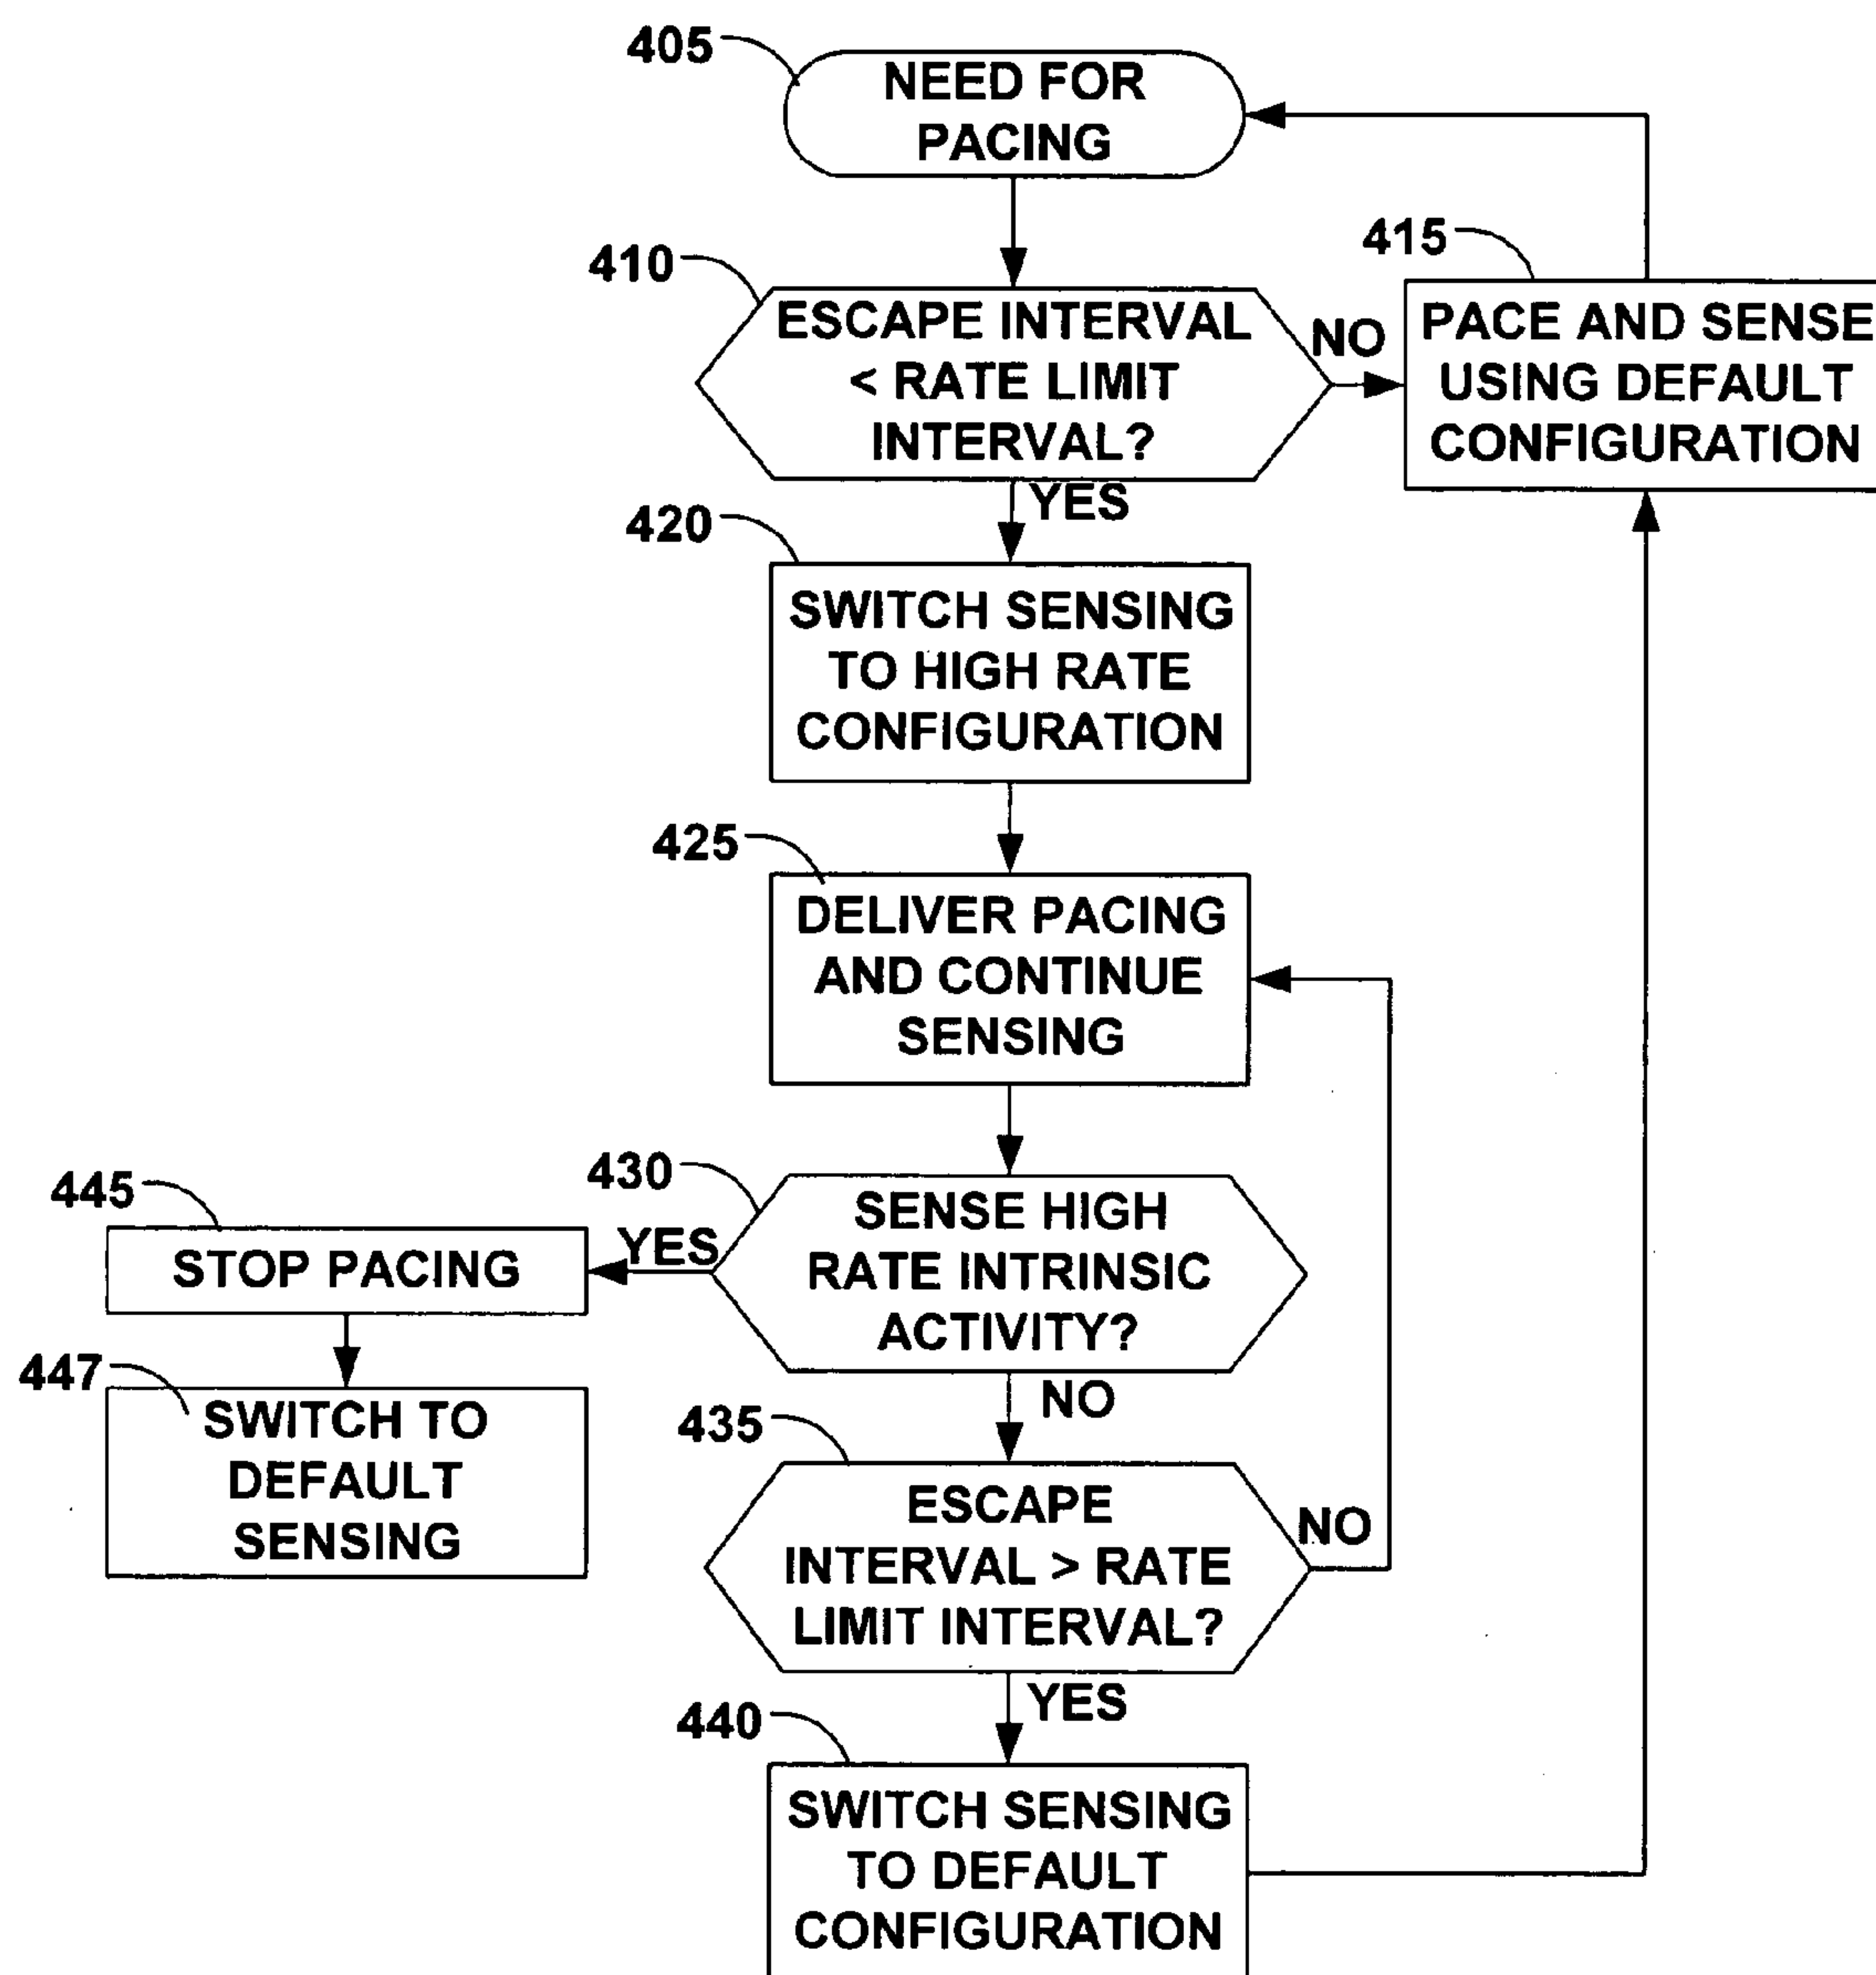 405
NEED FOR
PACING
410
ESCAPE INTERVAL
< RATE LIMIT
INTERVAL?
NO
415
PACE AND SENSE
USING DEFAULT
CONFIGURATION
YES
420
SWITCH SENSING
TO HIGH RATE
CONFIGURATION
425
DELIVER PACING
AND CONTINUE
SENSING
430
SENSE HIGH
RATE INTRINSIC
ACTIVITY?
YES
445
STOP PACING
447
SWITCH TO
DEFAULT
SENSING
NO
435
ESCAPE
INTERVAL > RATE
LIMIT INTERVAL?
NO
YES
440
SWITCH SENSING
TO DEFAULT
CONFIGURATION